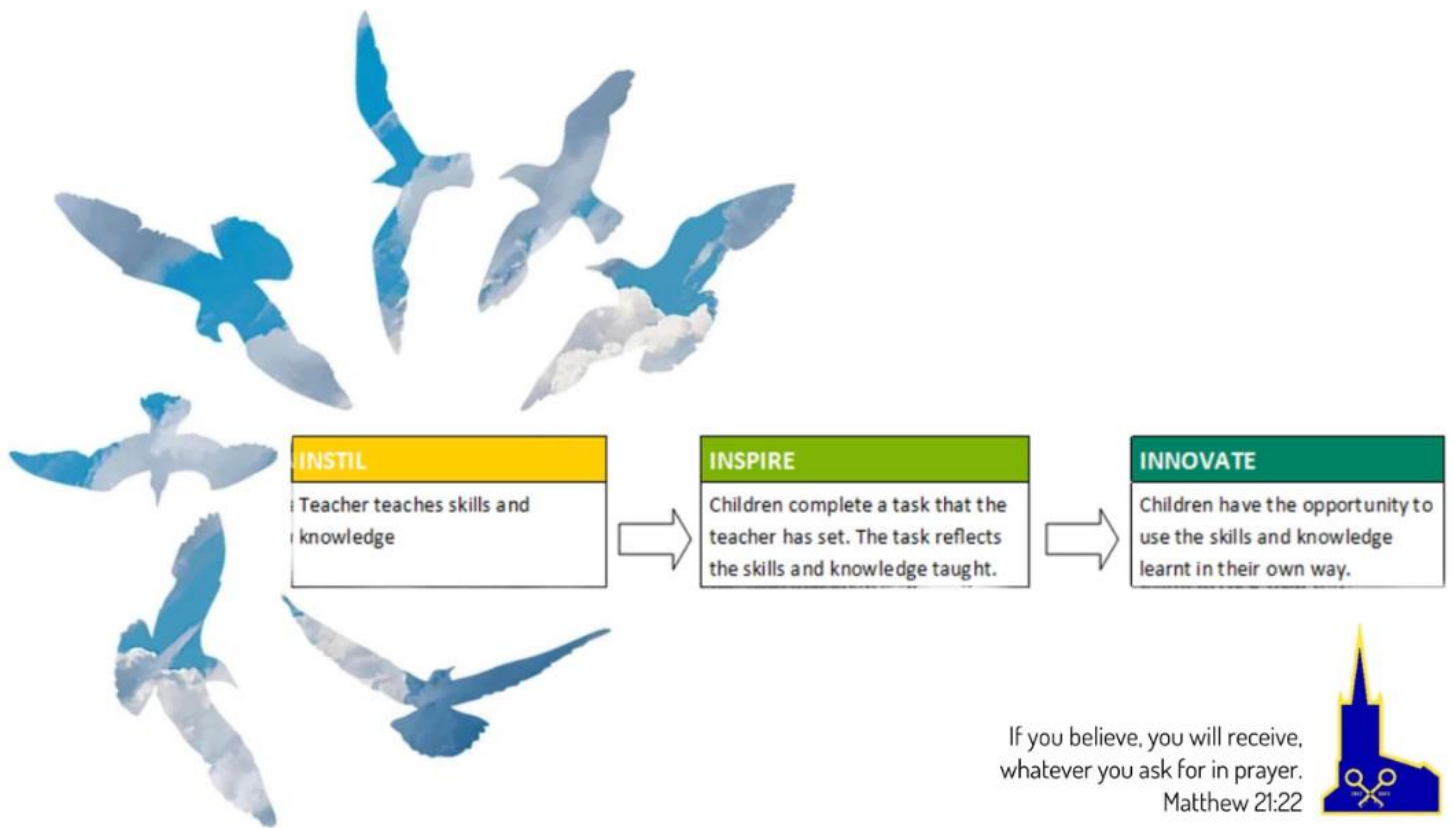 INSTIL
Teacher teaches skills and
knowledge
INSPIRE
Children complete a task that the
teacher has set. The task reflects
the skills and knowledge taught.
INNOVATE
Children have the opportunity to
use the skills and knowledge
learnt in their own way.
If you believe, you will receive,
whatever you ask for in prayer.
Matthew 21:22